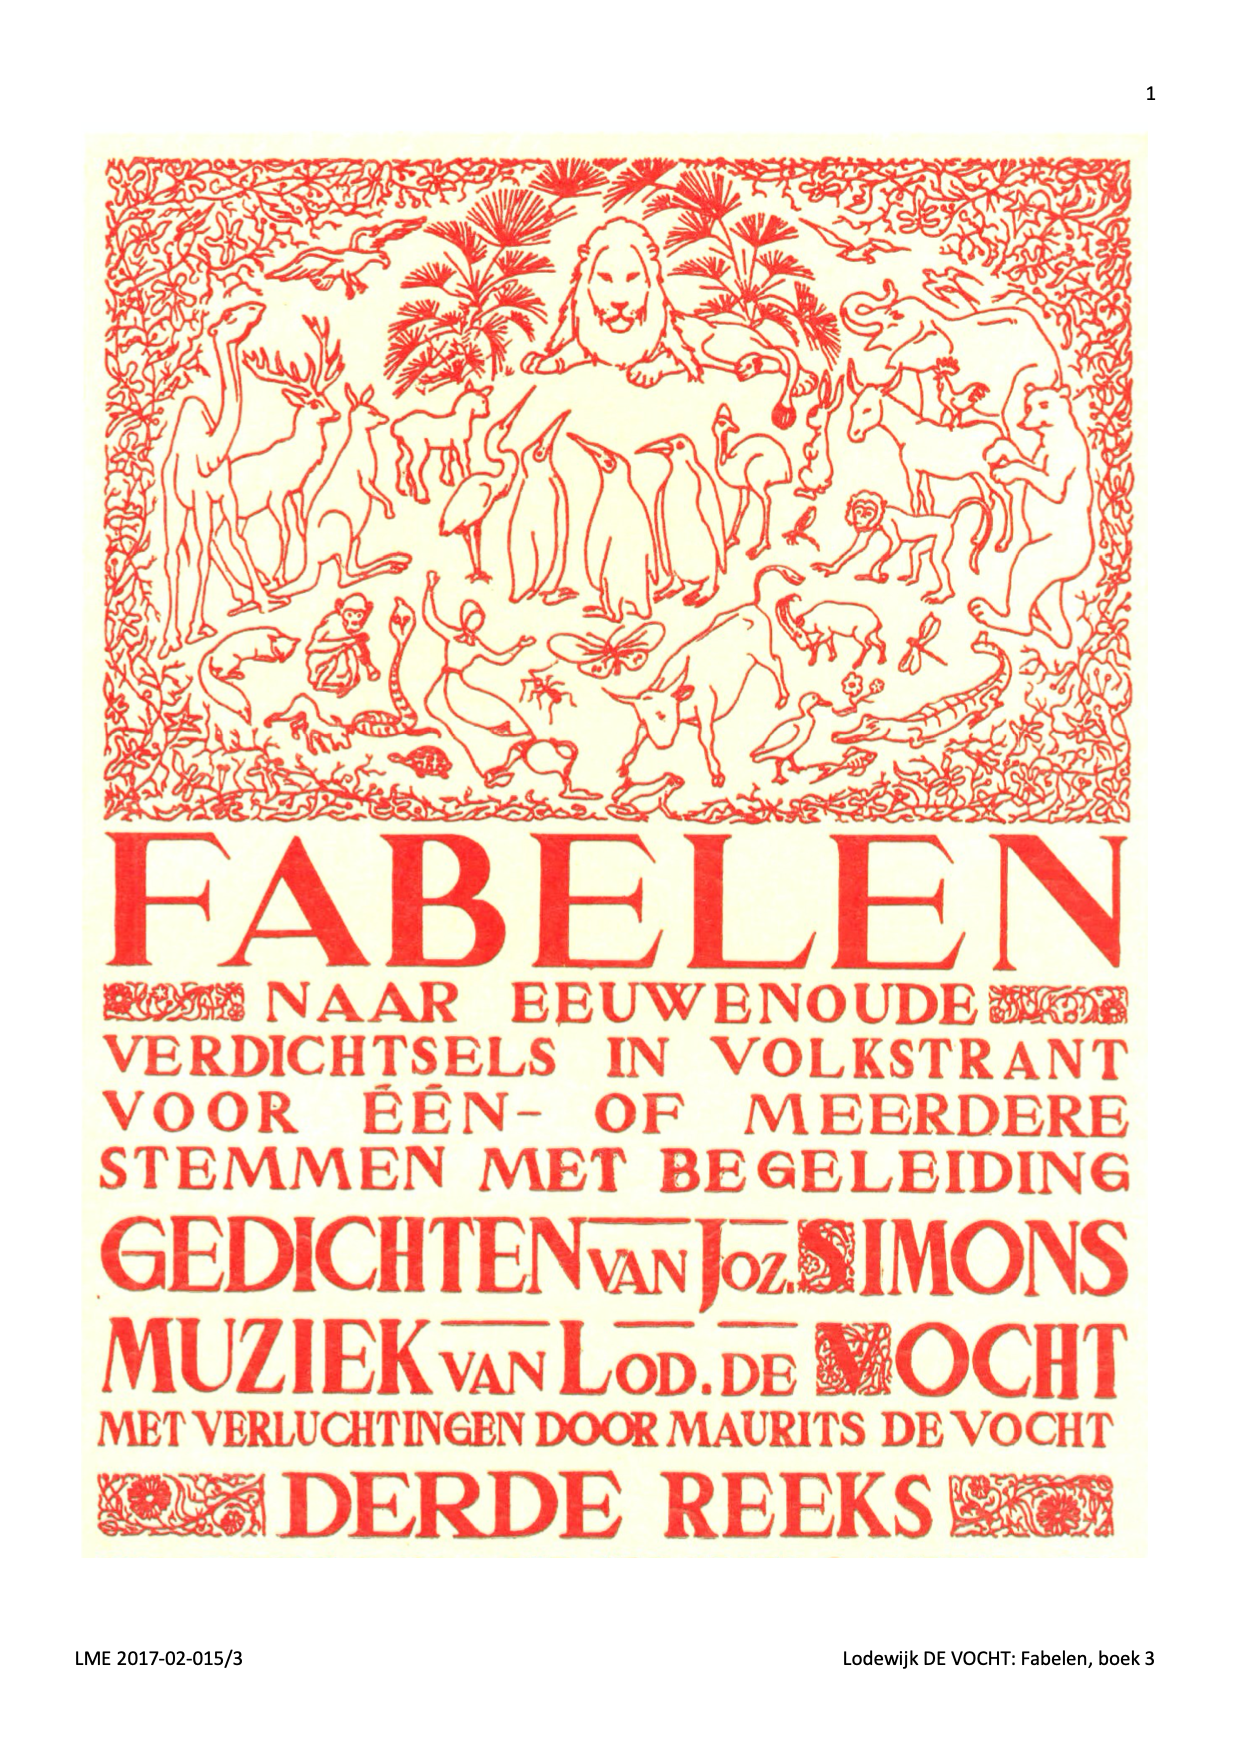 1
FABELEN
NAAR EEUWENOUDE
VERDICHTSELS IN VOLKSTRANT
VOOR ÉÉN- OF MEERDERE
STEMMEN MET BEGELEIDING
GEDICHTEN VAN JOZ. SIMONS
MUZIEK VAN LOD. DE VOCHT
MET VERLUCHTINGEN DOOR MAURITS DE VOCHT
DERDE REEKS
LME 2017-02-015/3
Lodewijk DE VOCHT: Fabelen, boek 3